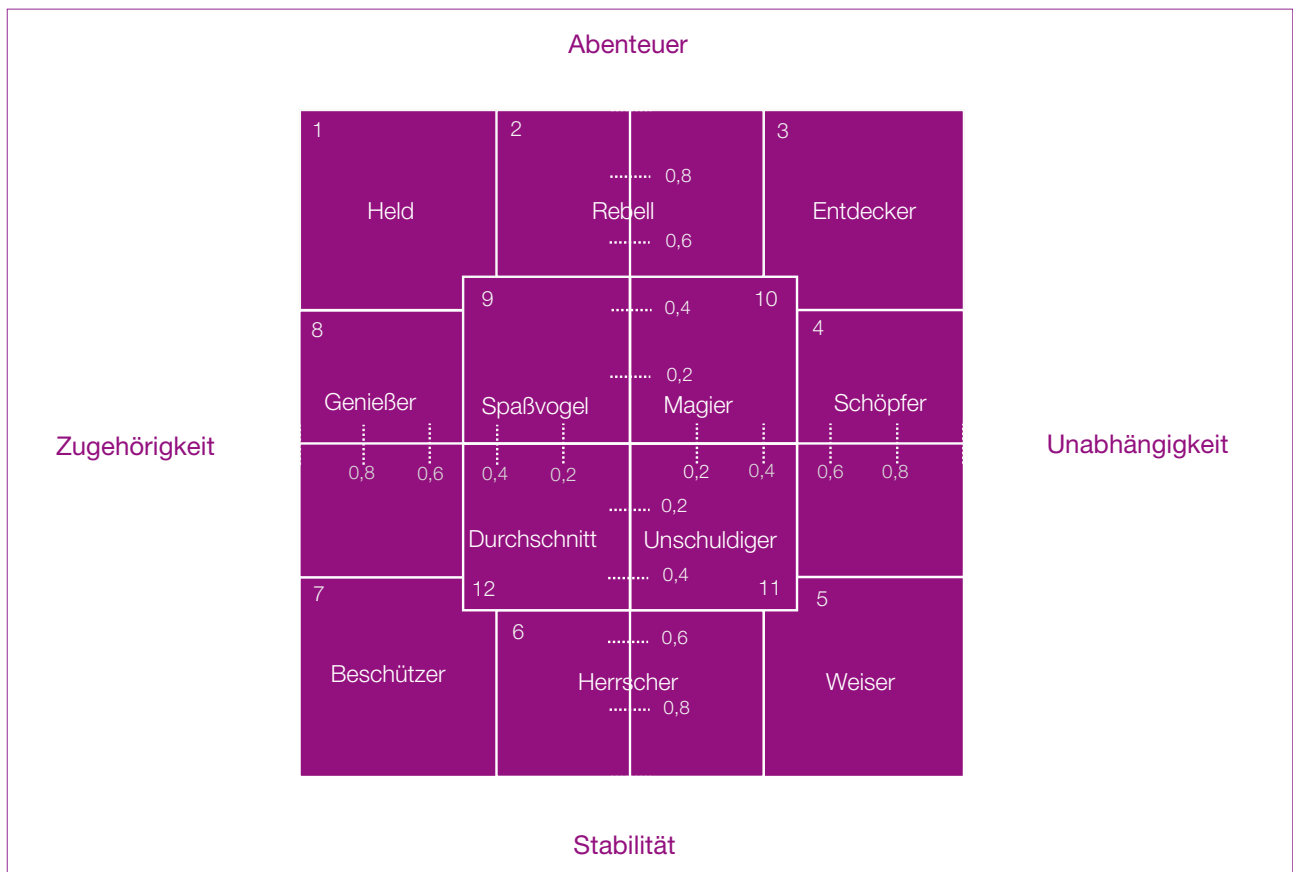 Abenteuer
1
2
3
0,8
Held
Rebell
Entdecker
0,6
9
10
0,4
8
4
0,2
Genießer
Spaßvogel
Magier
Schöpfer
Zugehörigkeit
Unabhängigkeit
0,8
0,6
0,4
0,2
0,2
0,4
0,6
0,8
0,2
Durchschnitt
Unschuldiger
0,4
7
12
11
5
6
0,6
Beschützer
Herrscher
Weiser
0,8
Stabilität